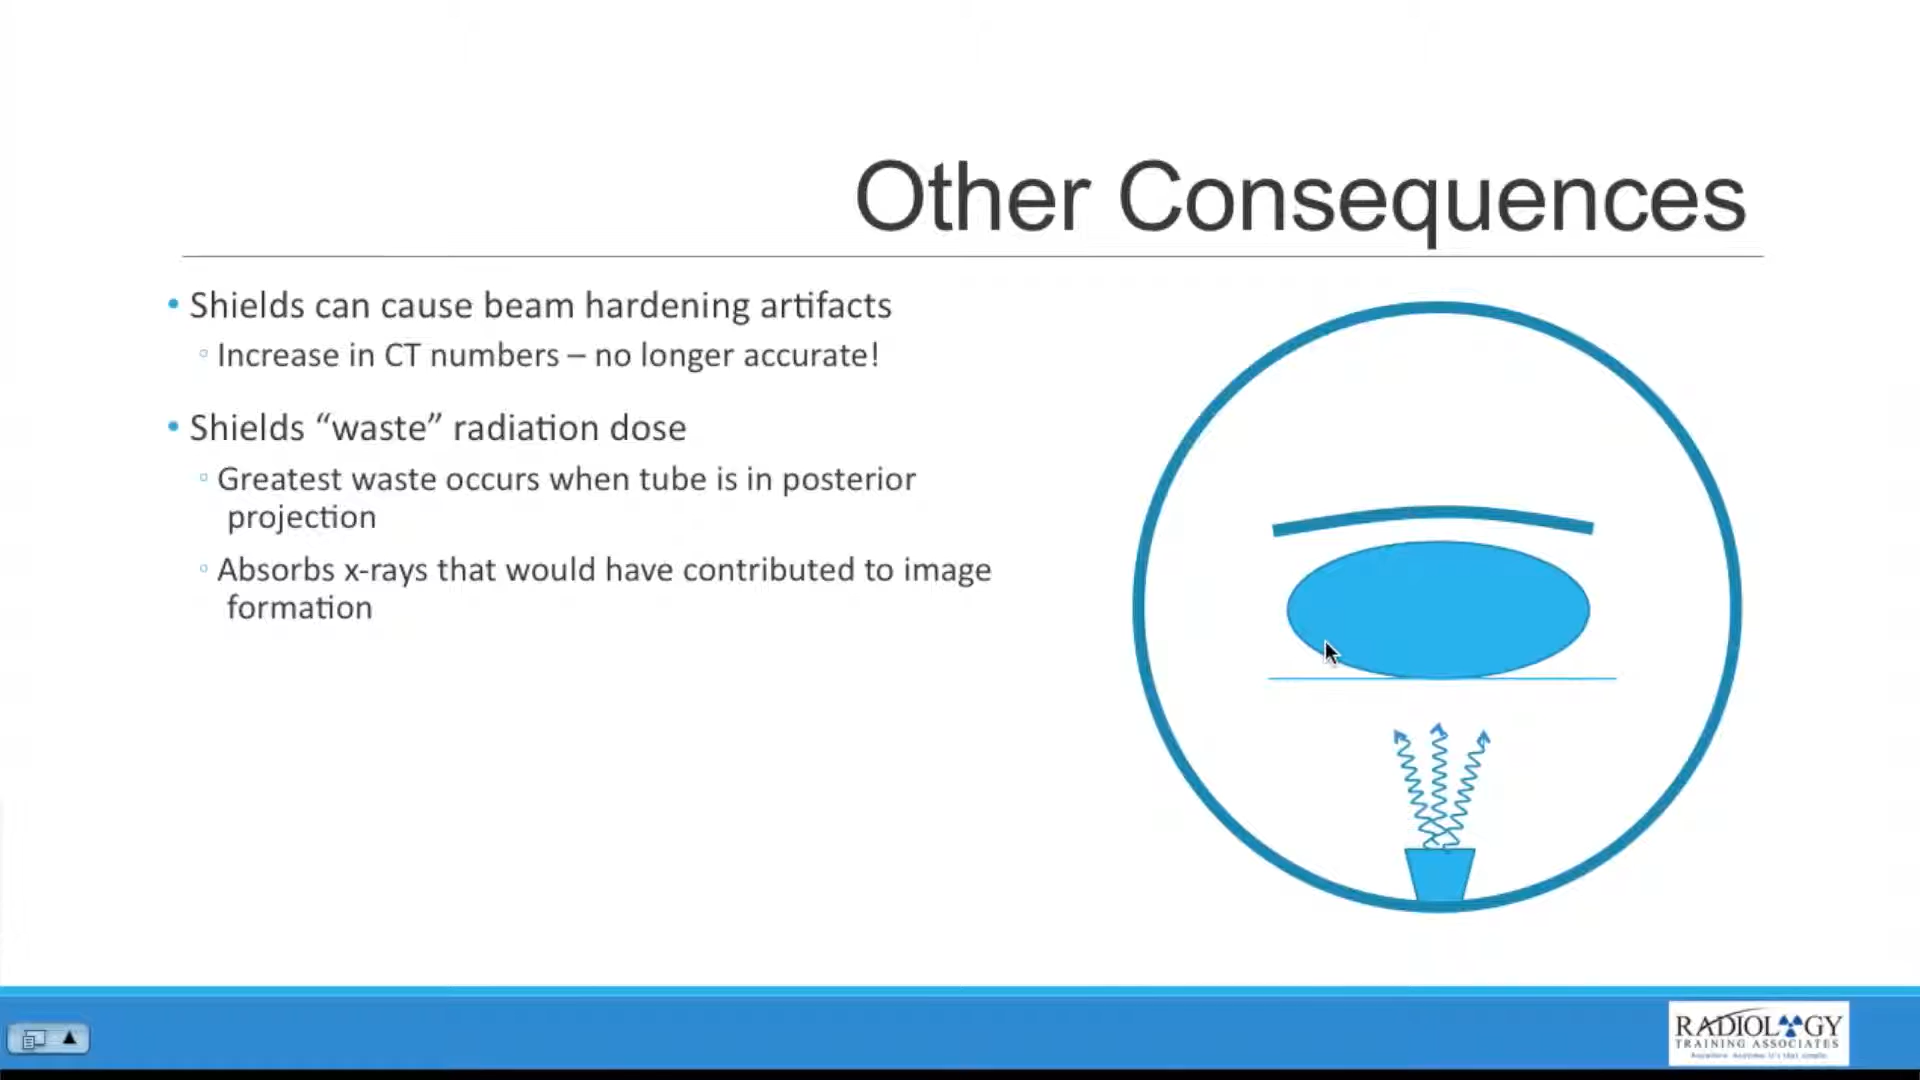 Other Consequences
• Shields can cause beam hardening artifacts
◦ Increase in CT numbers – no longer accurate!
• Shields “waste” radiation dose
◦ Greatest waste occurs when tube is in posterior
projection
◦ Absorbs x-rays that would have contributed to image
formation
RADIOLOGY
TRAINING ASSOCIATES